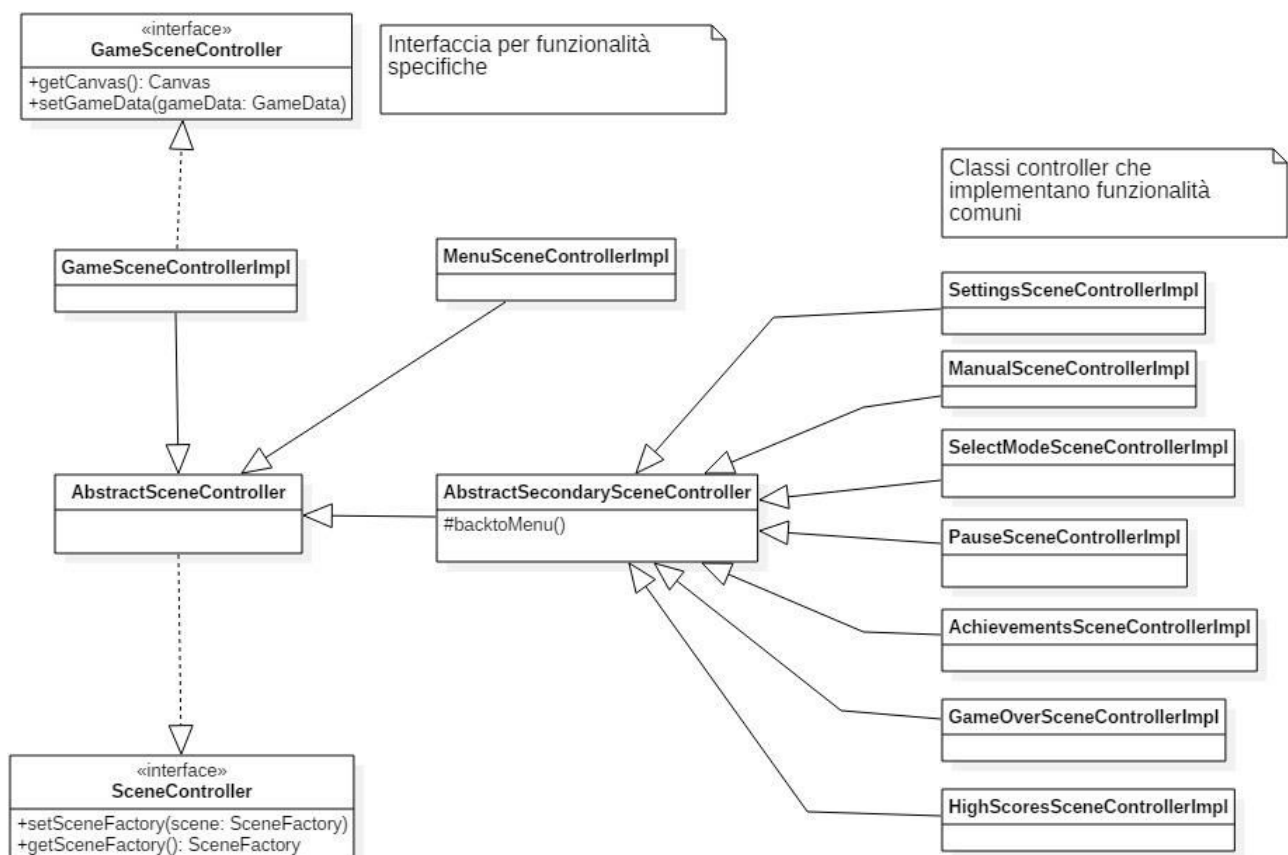 «interface»
GameSceneController
+getCanvas(): Canvas
+setGameData(gameData: GameData)
Interfaccia per funzionalità
specifiche
Classi controller che
implementano funzionalità
comuni
GameSceneControllerImpl
MenuSceneControllerImpl
SettingsSceneControllerImpl
ManualSceneControllerImpl
SelectModeSceneControllerImpl
AbstractSceneController
AbstractSecondarySceneController
#backtoMenu()
PauseSceneControllerImpl
AchievementsSceneControllerImpl
GameOverSceneControllerImpl
HighScoresSceneControllerImpl
«interface»
SceneController
+setSceneFactory(scene: SceneFactory)
+getSceneFactory(): SceneFactory